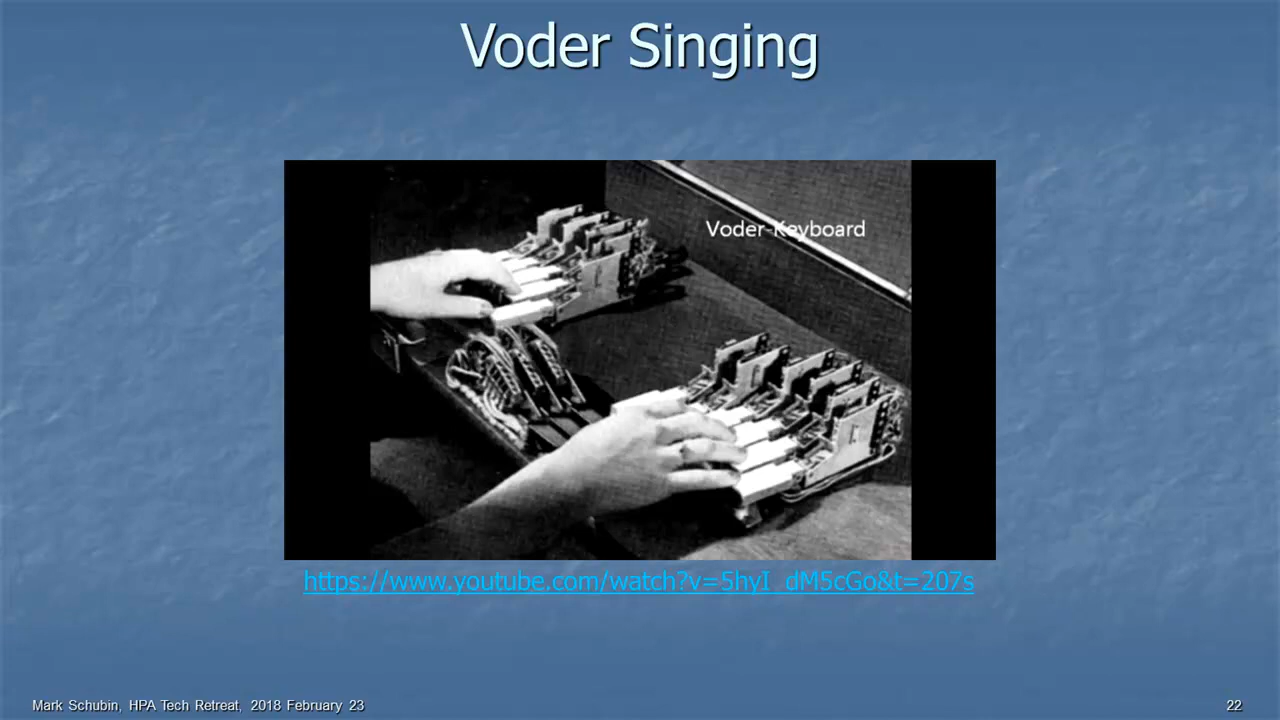 Voder Singing
Voder-Keyboard
https://www.youtube.com/watch?v=5hyI_dM5cGo&t=207s
Mark Schubin, HPA Tech Retreat, 2018 February 23
22